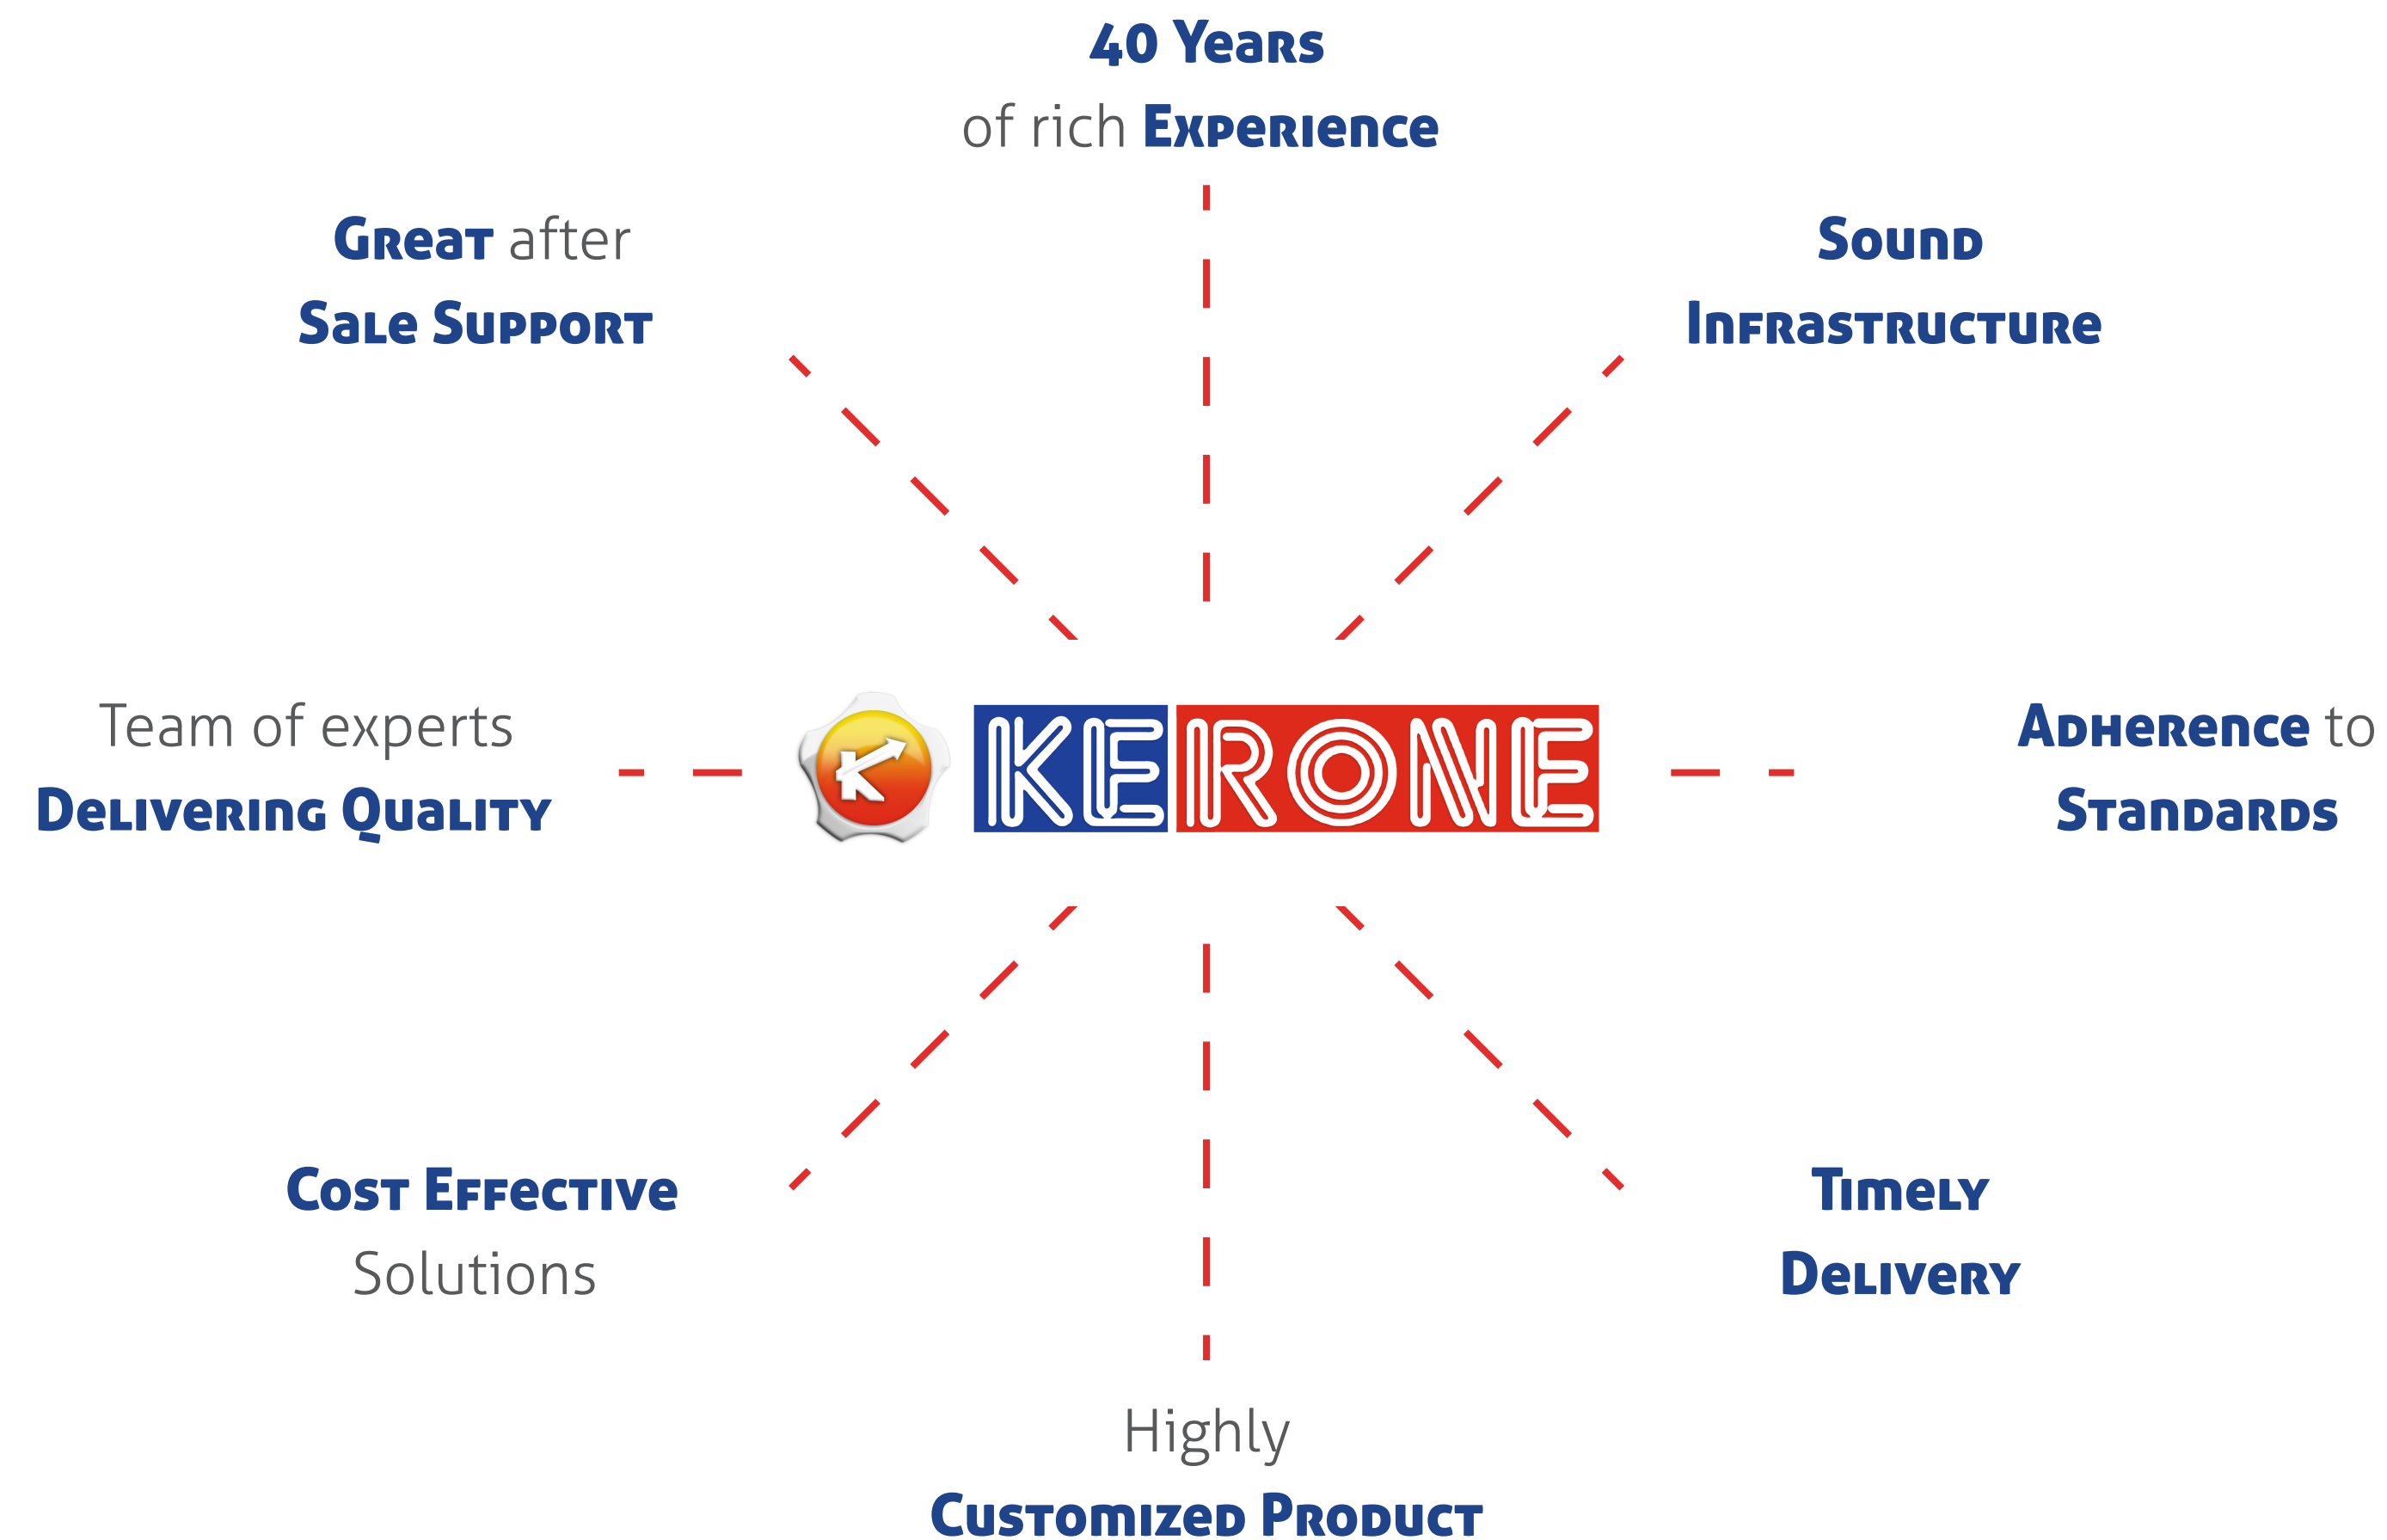 40 Years
of rich Experience
Great after
Sale Support
Sound
Infrastructure
Team of experts
Delivering Quality
K KERONE
Adherence to
Standards
Cost Effective
Solutions
Timely
Delivery
Highly
Customized Product